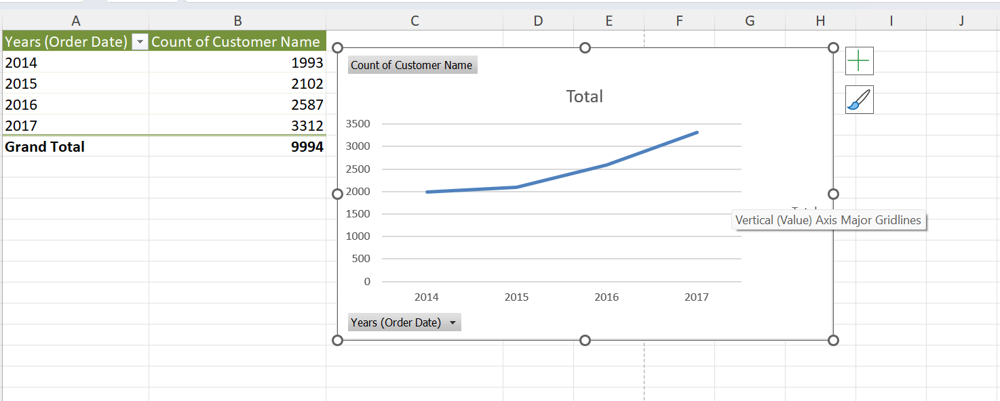 A B C D E F G H I J
Years (Order Date) Count of Customer Name
2014 1993
2015 2102
2016 2587
2017 3312
Grand Total 9994
Count of Customer Name
Total
3500
3000
2500
2000
1500
1000
500
0
2014 2015 2016 2017
Vertical (Value) Axis Major Gridlines
Years (Order Date)